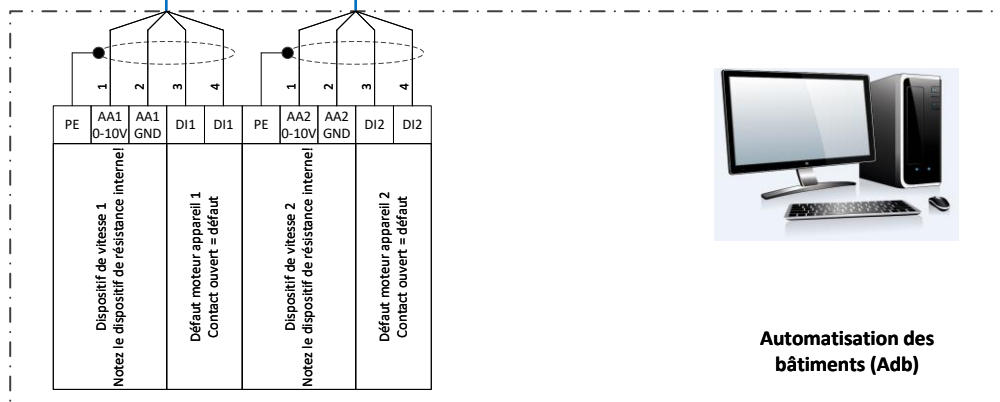 1 2 3 4 1 2 3 4
PE AA1 0-10V AA1 GND DI1 DI1 PE AA2 0-10V AA2 GND DI2 DI2
Dispositif de vitesse 1
Notez le dispositif de résistance interne!
Défaut moteur appareil 1
Contact ouvert = défaut
Dispositif de vitesse 2
Notez le dispositif de résistance interne!
Défaut moteur appareil 2
Contact ouvert = défaut
Automatisation des
bâtiments (Adb)